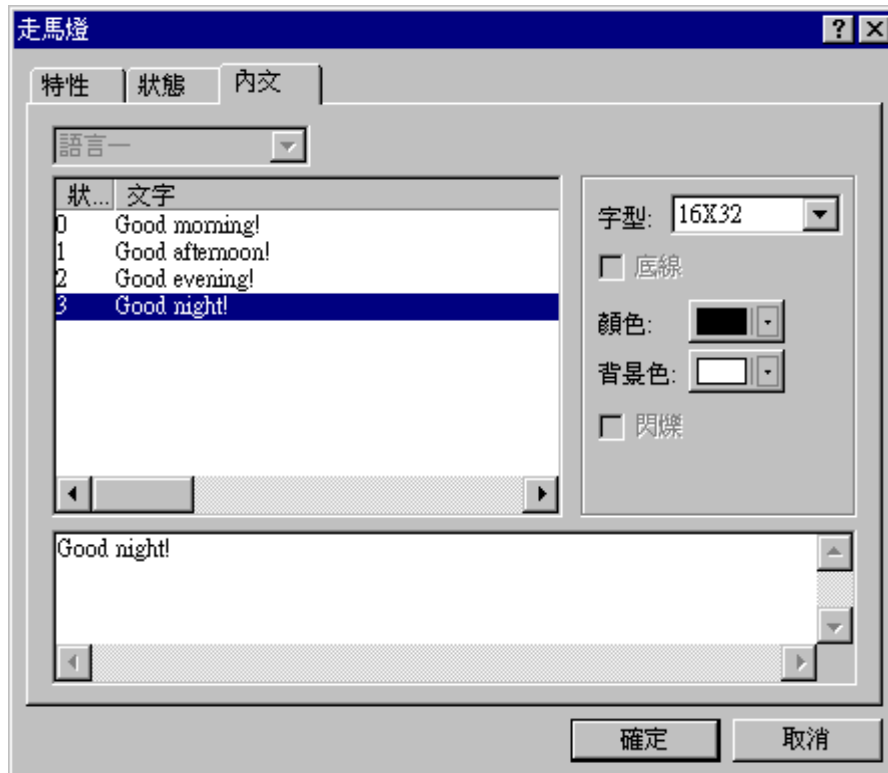 走馬燈
特性 狀態 內文
語言一
狀... 文字
0 Good morning!
1 Good afternoon!
2 Good evening!
3 Good night!
字型: 16X32
底線
顏色:
背景色:
閃爍
Good night!
確定 取消